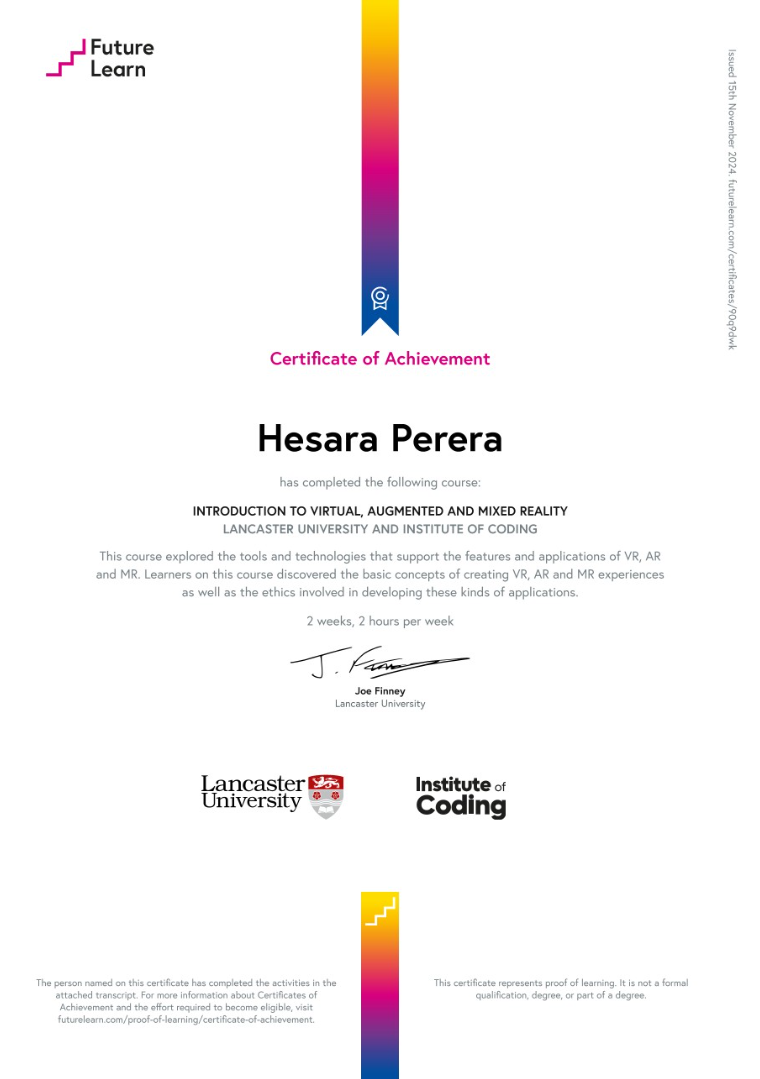 Future
Learn
Issued 15th November 2024. futurelearn.com/certificates/90q9dwk
Certificate of Achievement
Hesara Perera
has completed the following course:
INTRODUCTION TO VIRTUAL, AUGMENTED AND MIXED REALITY
LANCASTER UNIVERSITY AND INSTITUTE OF CODING
This course explored the tools and technologies that support the features and applications of VR, AR
and MR. Learners on this course discovered the basic concepts of creating VR, AR and MR experiences
as well as the ethics involved in developing these kinds of applications.
2 weeks, 2 hours per week
Joe Finney
Lancaster University
Lancaster
University
Institute of
Coding
The person named on this certificate has completed the activities in the
attached transcript. For more information about Certificates of
Achievement and the effort required to become eligible, visit
futurelearn.com/proof-of-learning/certificate-of-achievement.
This certificate represents proof of learning. It is not a formal
qualification, degree, or part of a degree.